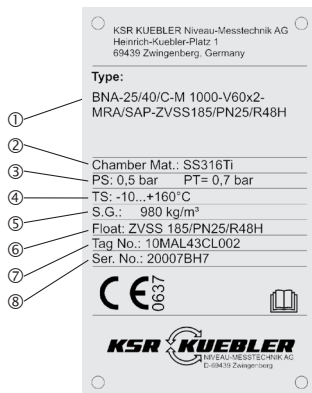 KSR KUEBLER Niveau-Messtechnik AG
Heinrich-Kuebler-Platz 1
69439 Zwingenberg, Germany
Type:
① BNA-25/40/C-M 1000-V60x2-
MRA/SAP-ZVSS185/PN25/R48H
② Chamber Mat.: SS316Ti
③ PS: 0,5 bar PT= 0,7 bar
④ TS: -10...+160°C
⑤ S.G.: 980 kg/m³
⑥ Float: ZVSS 185/PN25/R48H
⑦ Tag No.: 10MAL43CL002
⑧ Ser. No.: 20007BH7
CE 0637
KSR KUEBLER
NIVEAU-MESSTECHNIK AG
D-69439 Zwingenberg